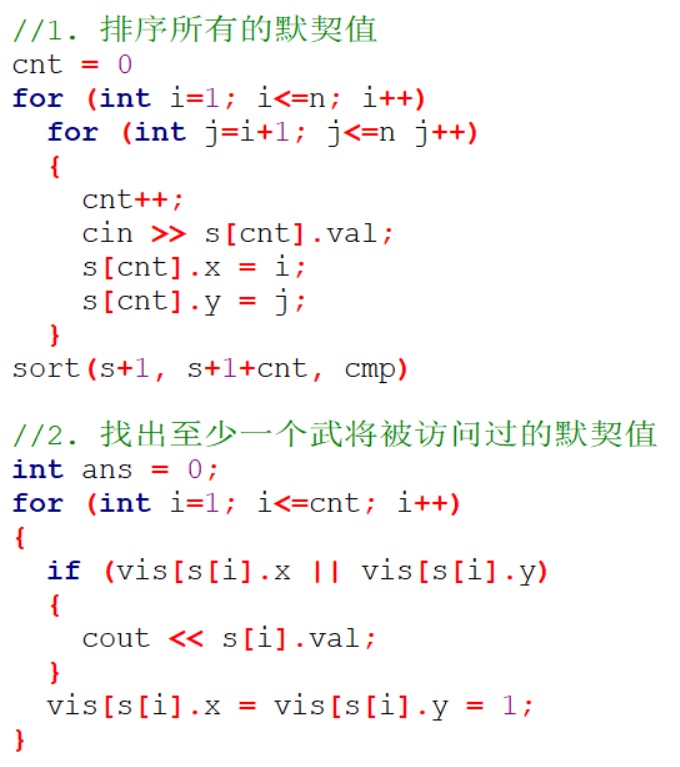 //1. 排序所有的默契值
cnt = 0
for (int i=1; i<=n; i++)
  for (int j=i+1; j<=n j++)
  {
    cnt++;
    cin >> s[cnt].val;
    s[cnt].x = i;
    s[cnt].y = j;
  }
sort(s+1, s+1+cnt, cmp)
//2. 找出至少一个武将被访问过的默契值
int ans = 0;
for (int i=1; i<=cnt; i++)
{
  if (vis[s[i].x || vis[s[i].y)
  {
    cout << s[i].val;
  }
  vis[s[i].x = vis[s[i].y = 1;
}